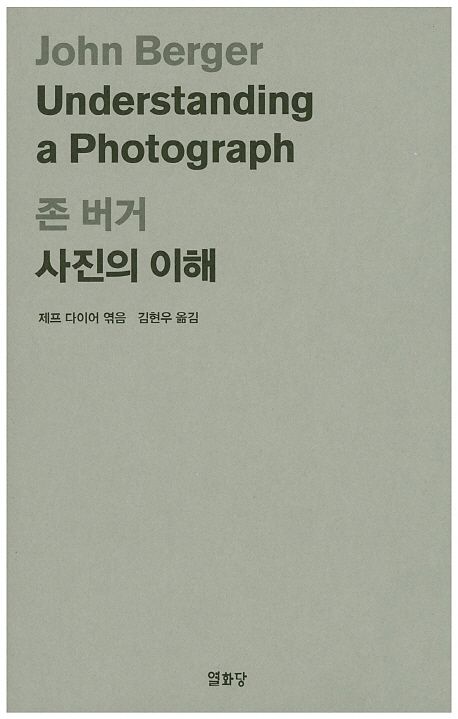 John Berger
Understanding
a Photograph
존 버거
사진의 이해
제프 다이어 엮음 김현우 옮김
열화당